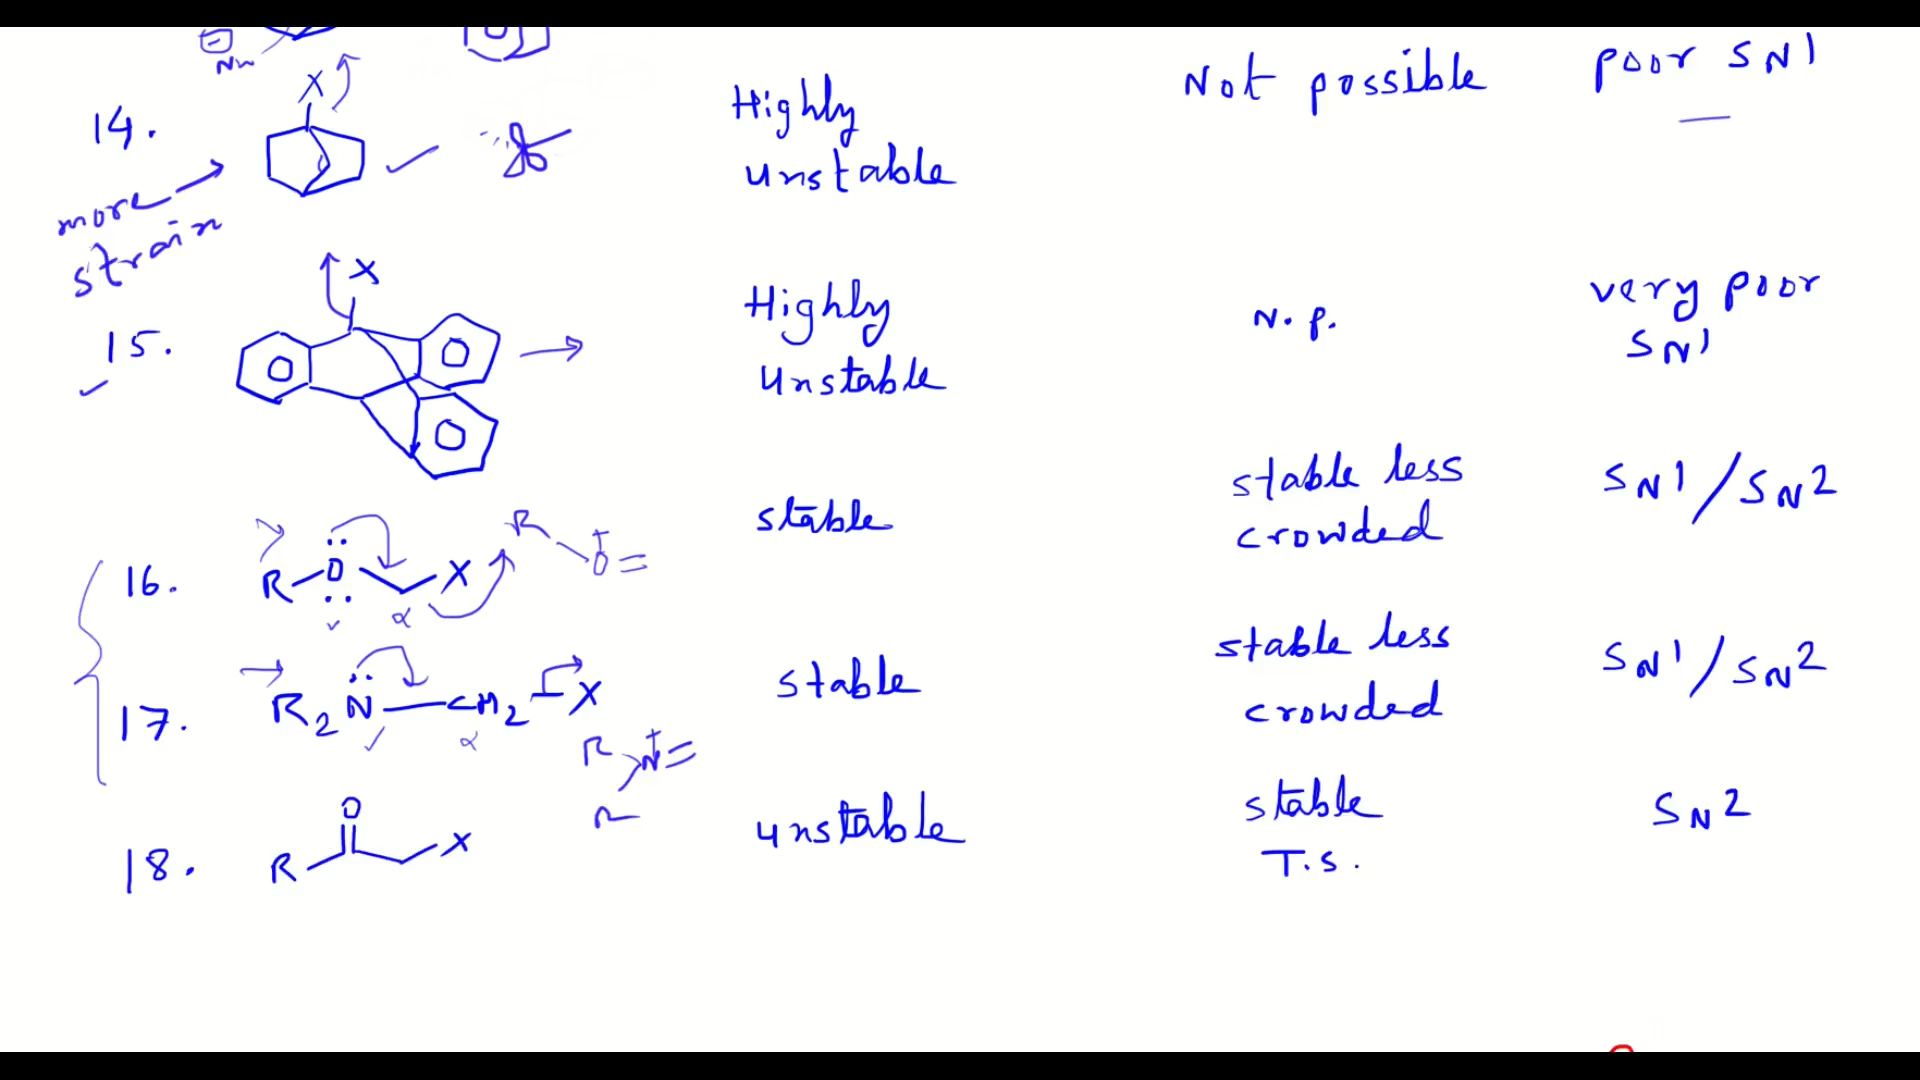 ⊖
Nu
X
14.
Highly
unstable
Not possible
poor SN1
more
strain
X
15.
Highly
Unstable
N.p.
very poor
SN1
16.
R-O
X
α
R
O+
=
stable
stable less
crowded
SN1/SN2
17.
R2N-CH2-X
α
R
N+
=
R
stable
stable less
crowded
SN1/SN2
18.
O
R
X
unstable
stable
T.S.
SN2